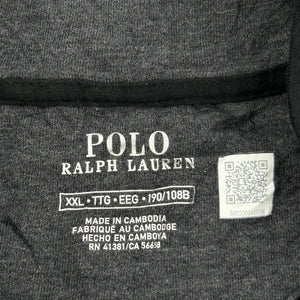 POLO
RALPH LAUREN
XXL • TTG • EEG • 190/108B
MADE IN CAMBODIA
FABRIQUÉ AU CAMBODGE
HECHO EN CAMBOYA
RN 41381/CA 56698